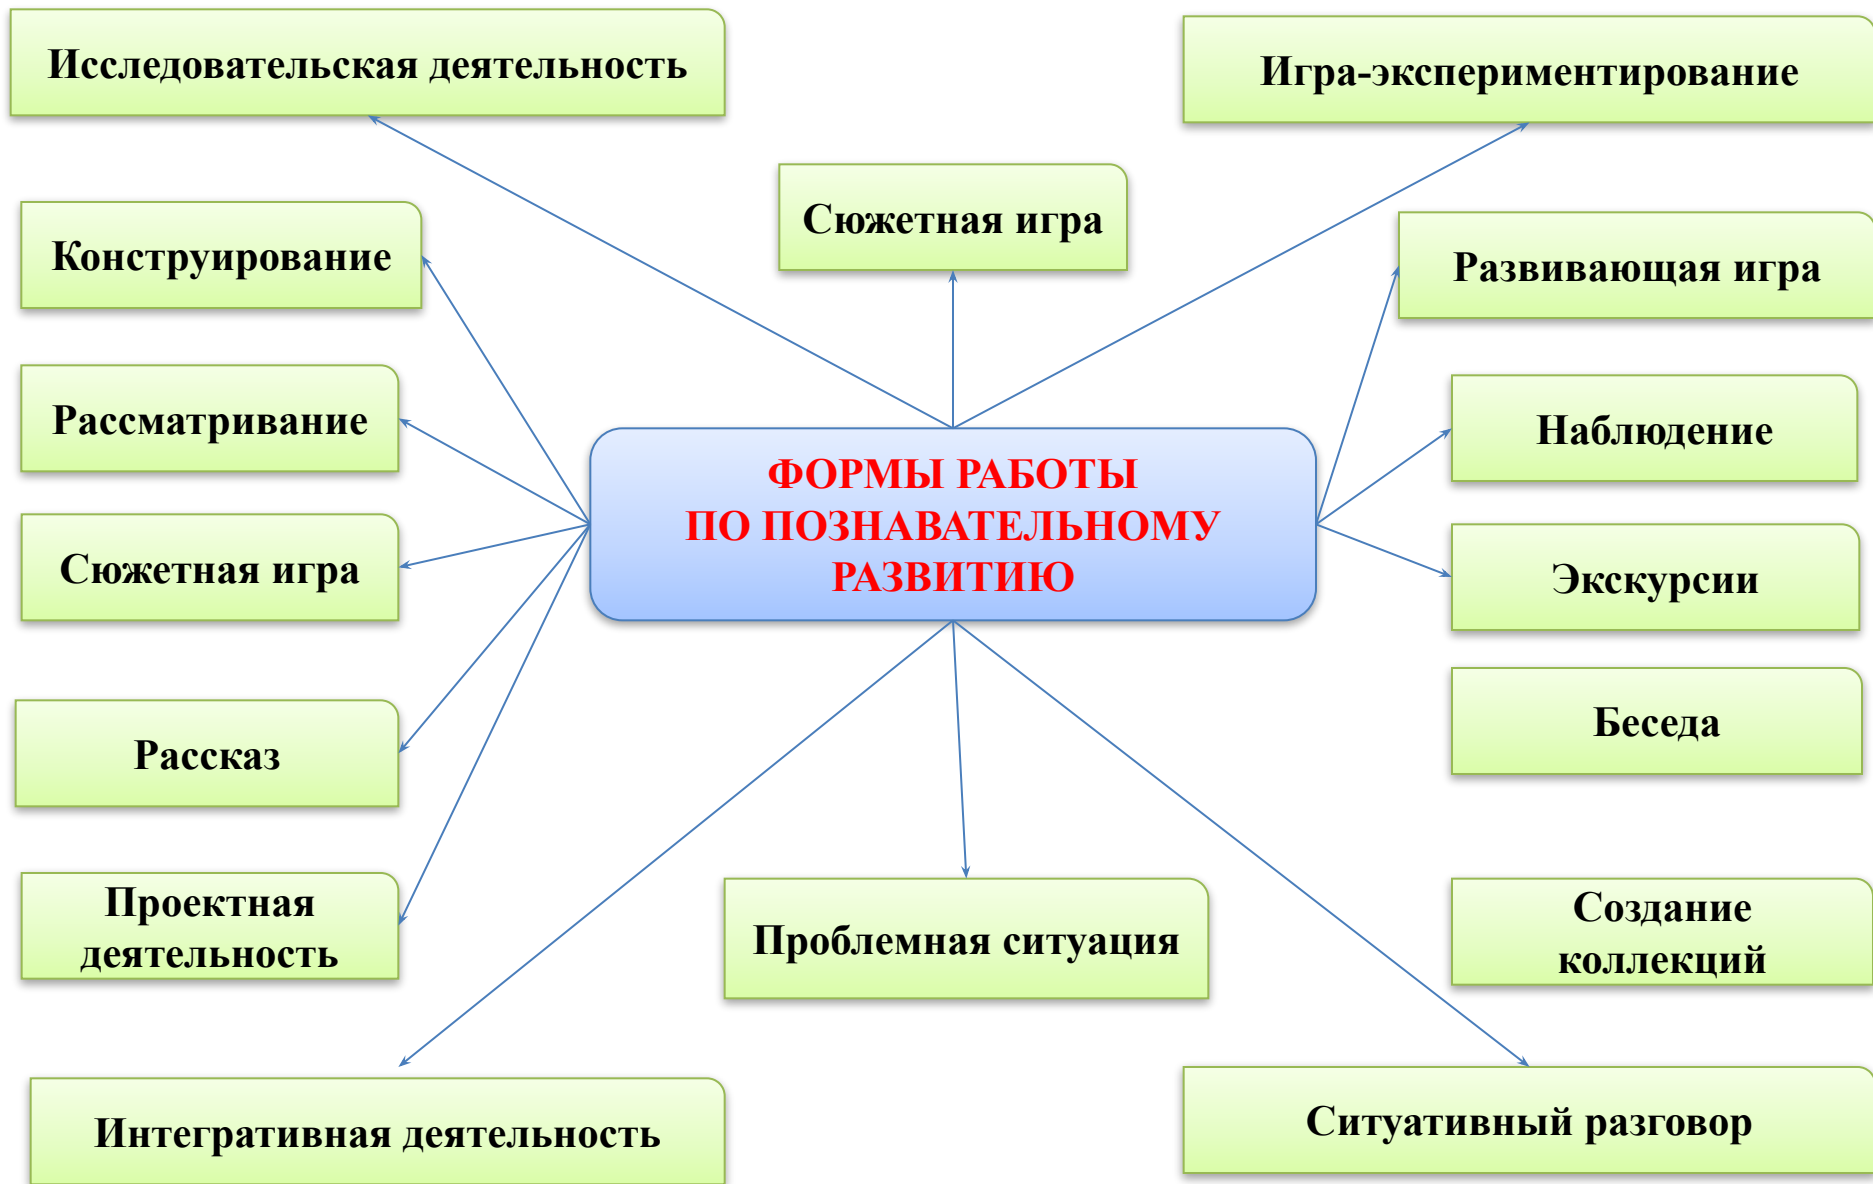 Исследовательская деятельность
Игра-экспериментирование
Сюжетная игра
Конструирование
Развивающая игра
Рассматривание
Наблюдение
ФОРМЫ РАБОТЫ
ПО ПОЗНАВАТЕЛЬНОМУ
РАЗВИТИЮ
Сюжетная игра
Экскурсии
Рассказ
Беседа
Проектная
деятельность
Проблемная ситуация
Создание
коллекций
Интегративная деятельность
Ситуативный разговор